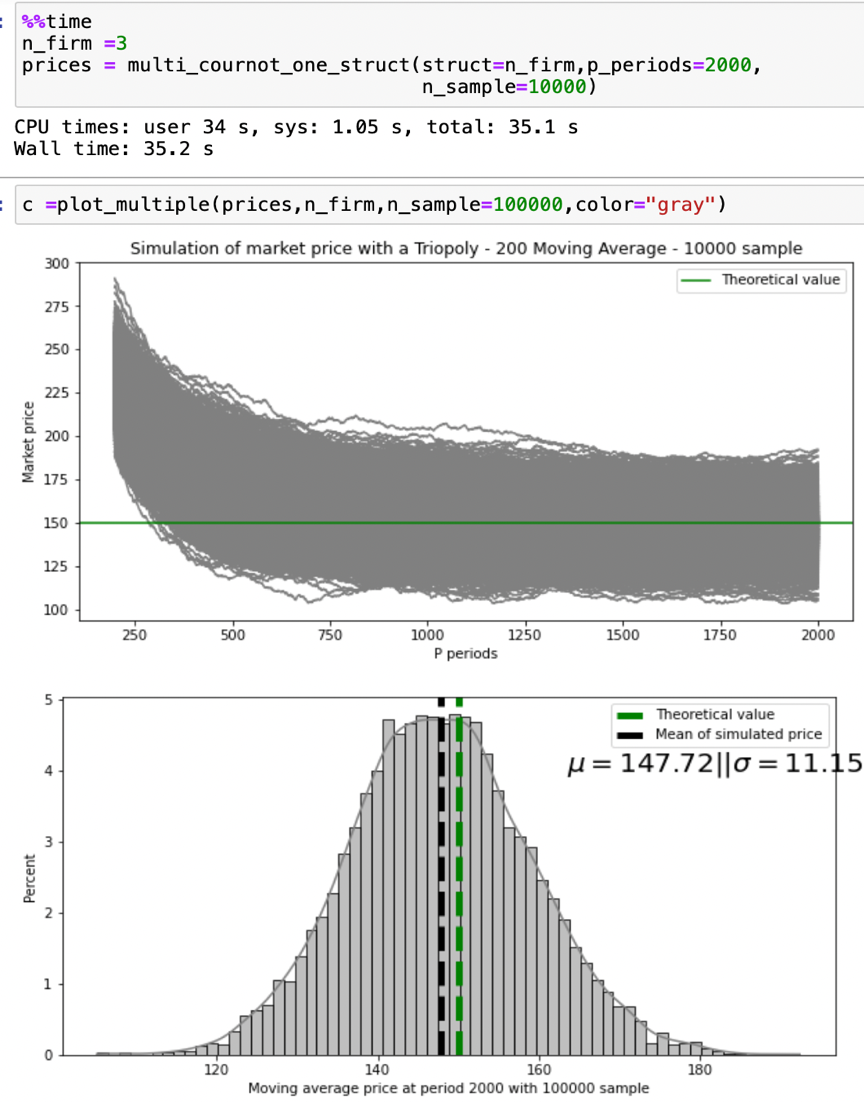 :
%%time
n_firm =3
prices = multi_cournot_one_struct(struct=n_firm,p_periods=2000,
n_sample=10000)
CPU times: user 34 s, sys: 1.05 s, total: 35.1 s
Wall time: 35.2 s
:
c =plot_multiple(prices,n_firm,n_sample=100000,color="gray")
Simulation of market price with a Triopoly - 200 Moving Average - 10000 sample
Theoretical value
300
275
250
225
200
175
150
125
100
Market price
250 500 750 1000 1250 1500 1750 2000
P periods
Theoretical value
Mean of simulated price
μ = 147.72||σ = 11.15
5
4
3
2
1
0
Percent
120 140 160 180
Moving average price at period 2000 with 100000 sample